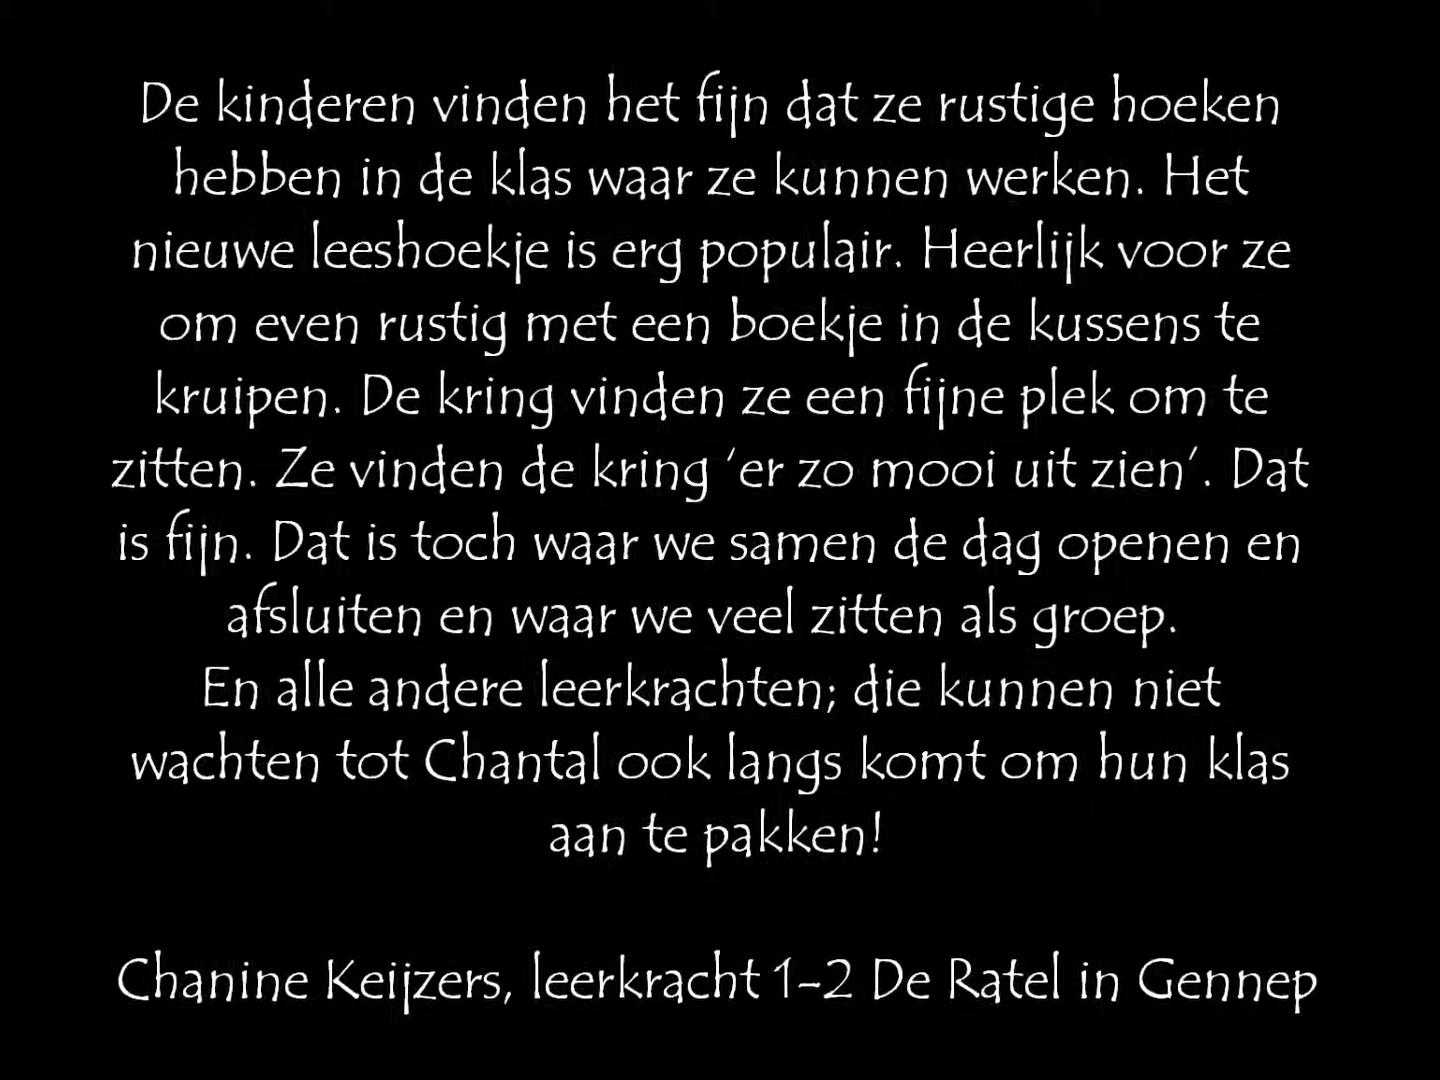 De kinderen vinden het fijn dat ze rustige hoeken
hebben in de klas waar ze kunnen werken. Het
nieuwe leeshoekje is erg populair. Heerlijk voor ze
om even rustig met een boekje in de kussens te
kruipen. De kring vinden ze een fijne plek om te
zitten. Ze vinden de kring ‘er zo mooi uit zien’. Dat
is fijn. Dat is toch waar we samen de dag openen en
afsluiten en waar we veel zitten als groep.
En alle andere leerkrachten; die kunnen niet
wachten tot Chantal ook langs komt om hun klas
aan te pakken!
Chanine Keijzers, leerkracht 1-2 De Ratel in Gennep